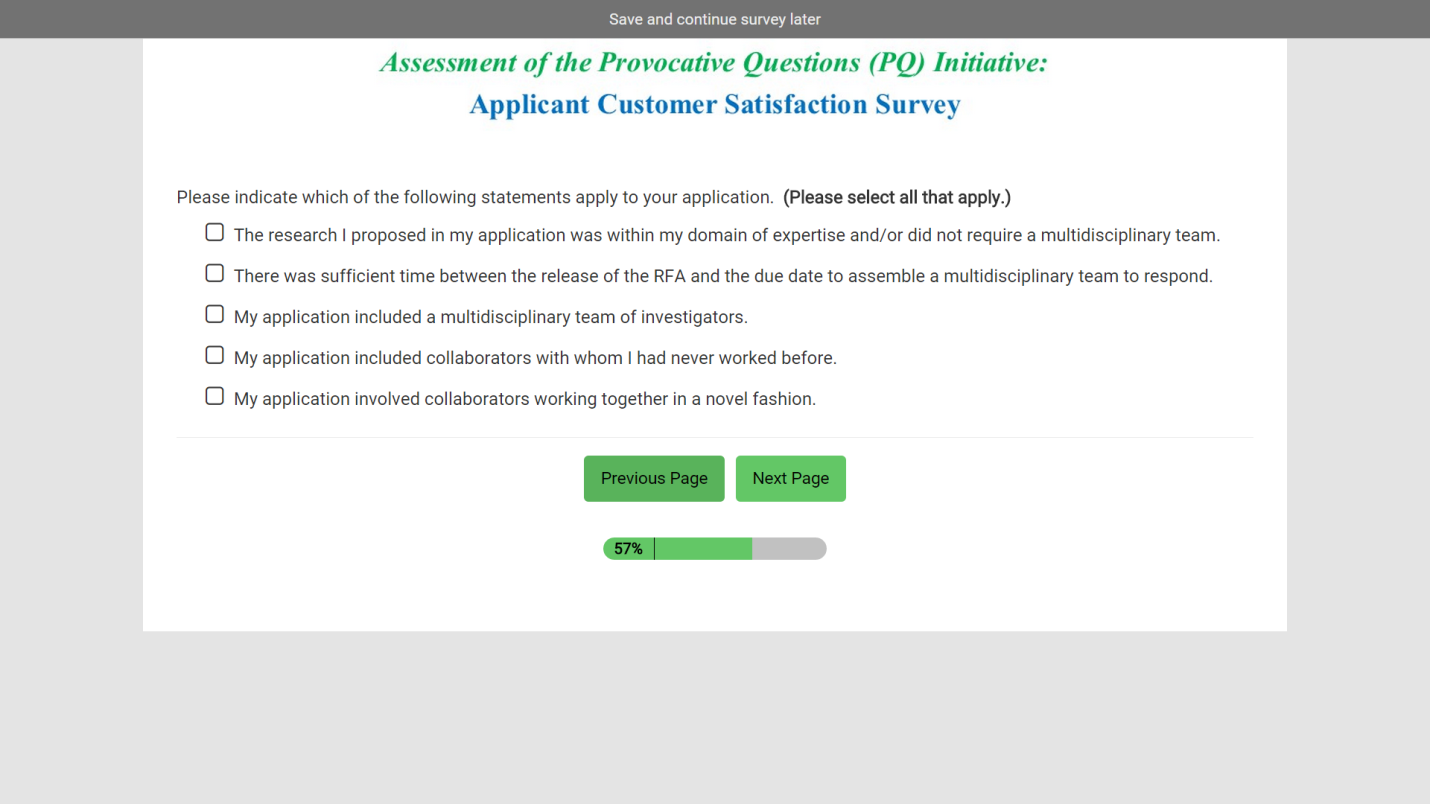 Save and continue survey later
Assessment of the Provocative Questions (PQ) Initiative:
Applicant Customer Satisfaction Survey
Please indicate which of the following statements apply to your application. (Please select all that apply.)
The research I proposed in my application was within my domain of expertise and/or did not require a multidisciplinary team.
There was sufficient time between the release of the RFA and the due date to assemble a multidisciplinary team to respond.
My application included a multidisciplinary team of investigators.
My application included collaborators with whom I had never worked before.
My application involved collaborators working together in a novel fashion.
Previous Page Next Page
57%